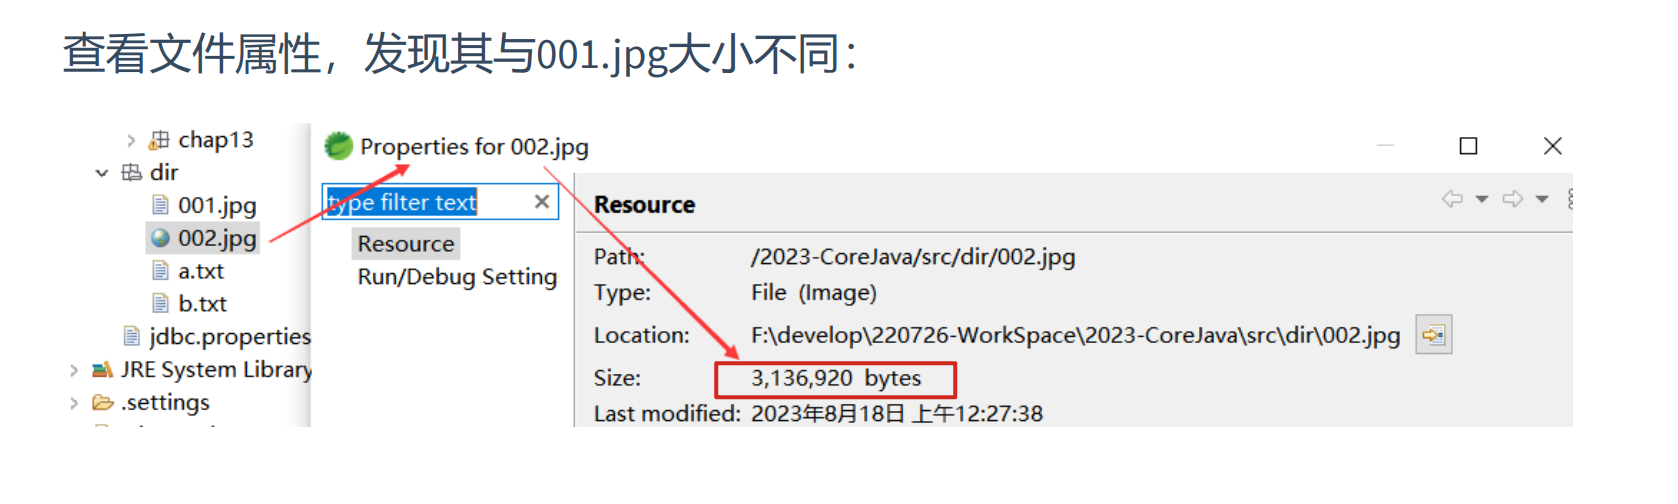 查看文件属性，发现其与001.jpg大小不同：
chap13
dir
001.jpg
002.jpg
a.txt
b.txt
jdbc.properties
JRE System Library
.settings
Properties for 002.jpg
type filter text
Resource
Run/Debug Setting
Resource
Path: /2023-CoreJava/src/dir/002.jpg
Type: File (Image)
Location: F:\develop\220726-WorkSpace\2023-CoreJava\src\dir\002.jpg
Size: 3,136,920 bytes
Last modified: 2023年8月18日 上午12:27:38